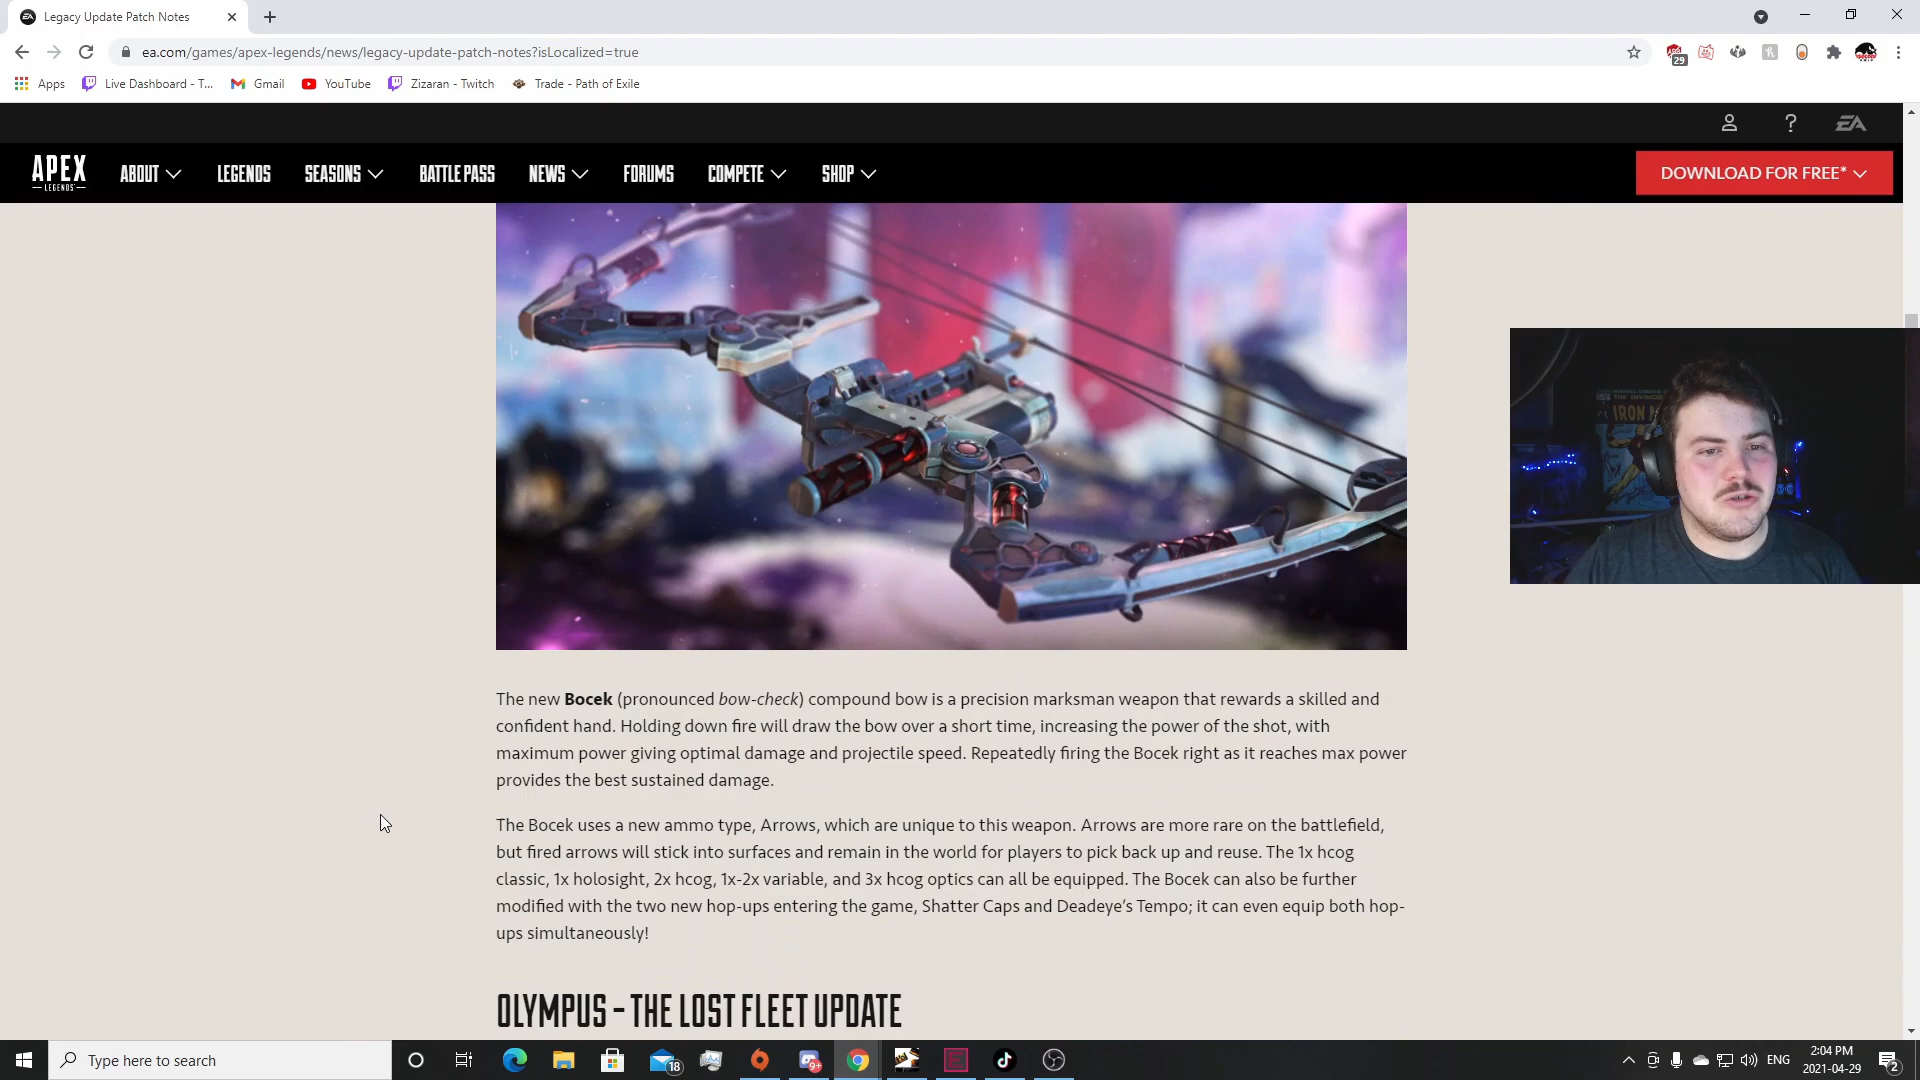 Legacy Update Patch Notes
ea.com/games/apex-legends/news/legacy-update-patch-notes?isLocalized=true
29
Apps
Live Dashboard - T...
Gmail
YouTube
Zizaran - Twitch
Trade - Path of Exile
?
EA
APEX
LEGENDS
ABOUT
LEGENDS
SEASONS
BATTLE PASS
NEWS
FORUMS
COMPETE
SHOP
DOWNLOAD FOR FREE*
The new Bocek (pronounced bow-check) compound bow is a precision marksman weapon that rewards a skilled and
confident hand. Holding down fire will draw the bow over a short time, increasing the power of the shot, with
maximum power giving optimal damage and projectile speed. Repeatedly firing the Bocek right as it reaches max power
provides the best sustained damage.
The Bocek uses a new ammo type, Arrows, which are unique to this weapon. Arrows are more rare on the battlefield,
but fired arrows will stick into surfaces and remain in the world for players to pick back up and reuse. The 1x hcog
classic, 1x holosight, 2x hcog, 1x-2x variable, and 3x hcog optics can all be equipped. The Bocek can also be further
modified with the two new hop-ups entering the game, Shatter Caps and Deadeye’s Tempo; it can even equip both hop-
ups simultaneously!
OLYMPUS – THE LOST FLEET UPDATE
THE INVINCIBLE
IRON
Type here to search
18
9+
ENG
2:04 PM
2021-04-29
2